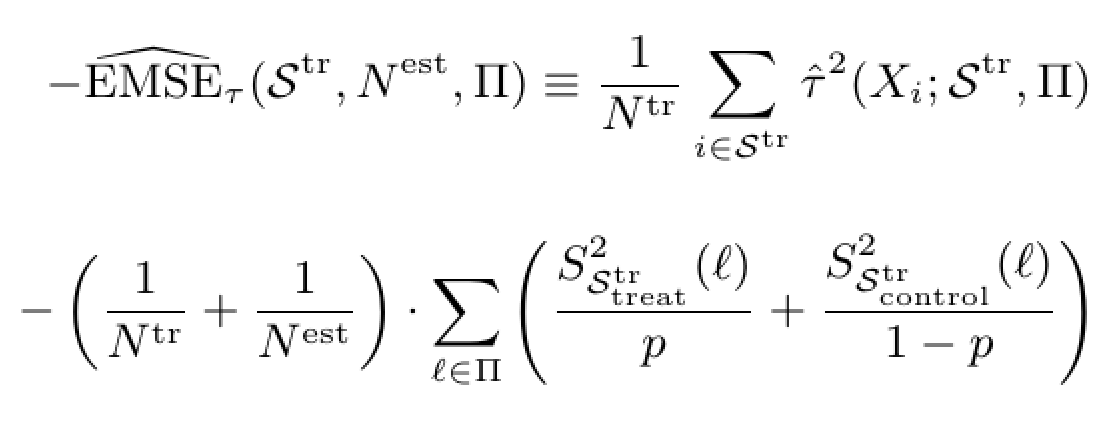 $-\widehat{\mathrm{EMSE}}_{\tau}(\mathcal{S}^{\mathrm{tr}}, N^{\mathrm{est}}, \Pi) \equiv \frac{1}{N^{\mathrm{tr}}} \sum_{i \in \mathcal{S}^{\mathrm{tr}}} \hat{\tau}^{2}(X_{i}; \mathcal{S}^{\mathrm{tr}}, \Pi)$
$-\left(\frac{1}{N^{\mathrm{tr}}} + \frac{1}{N^{\mathrm{est}}}\right) \cdot \sum_{\ell \in \Pi} \left(\frac{S^{2}_{\mathcal{S}^{\mathrm{tr}}_{\mathrm{treat}}}(\ell)}{p} + \frac{S^{2}_{\mathcal{S}^{\mathrm{tr}}_{\mathrm{control}}}(\ell)}{1-p}\right)$